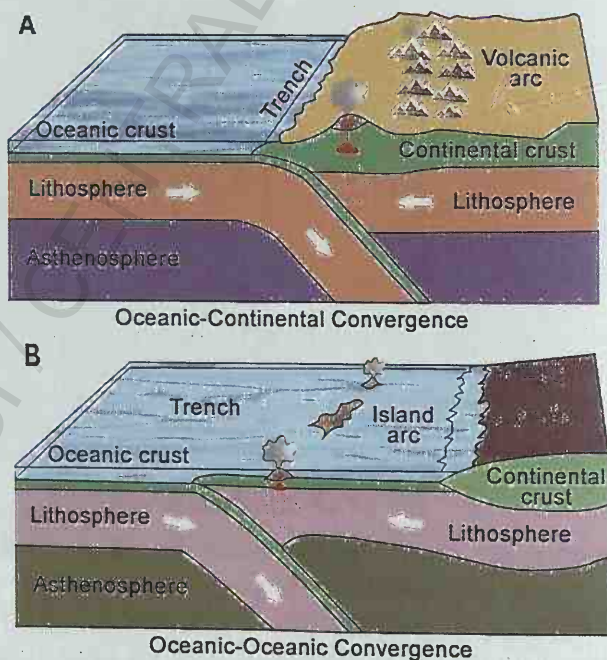 A
Trench
Volcanic
arc
Oceanic crust
Continental crust
Lithosphere
Lithosphere
Asthenosphere
Oceanic-Continental Convergence
B
Trench
Island
arc
Oceanic crust
Continental
crust
Lithosphere
Lithosphere
Asthenosphere
Oceanic-Oceanic Convergence